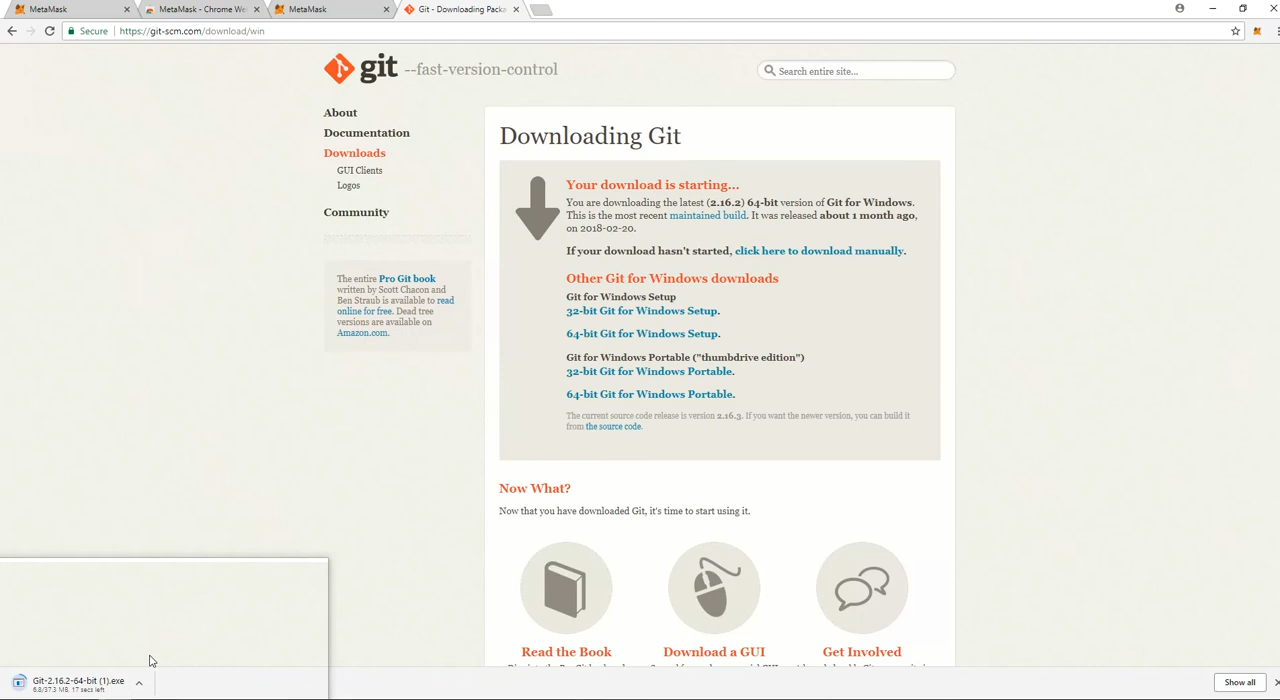 MetaMask
MetaMask - Chrome We
MetaMask
Git - Downloading Packa
Secure
https://git-scm.com/download/win
git --fast-version-control
Search entire site...
About
Documentation
Downloads
GUI Clients
Logos
Community
The entire Pro Git book
written by Scott Chacon and
Ben Straub is available to read
online for free. Dead tree
versions are available on
Amazon.com.
Downloading Git
Your download is starting...
You are downloading the latest (2.16.2) 64-bit version of Git for Windows.
This is the most recent maintained build. It was released about 1 month ago,
on 2018-02-20.
If your download hasn't started, click here to download manually.
Other Git for Windows downloads
Git for Windows Setup
32-bit Git for Windows Setup.
64-bit Git for Windows Setup.
Git for Windows Portable ("thumbdrive edition")
32-bit Git for Windows Portable.
64-bit Git for Windows Portable.
The current source code release is version 2.16.3. If you want the newer version, you can build it
from the source code.
Now What?
Now that you have downloaded Git, it's time to start using it.
Read the Book
Download a GUI
Get Involved
Git-2.16.2-64-bit (1).exe
6.8/37.3 MB, 17 secs left
Show all